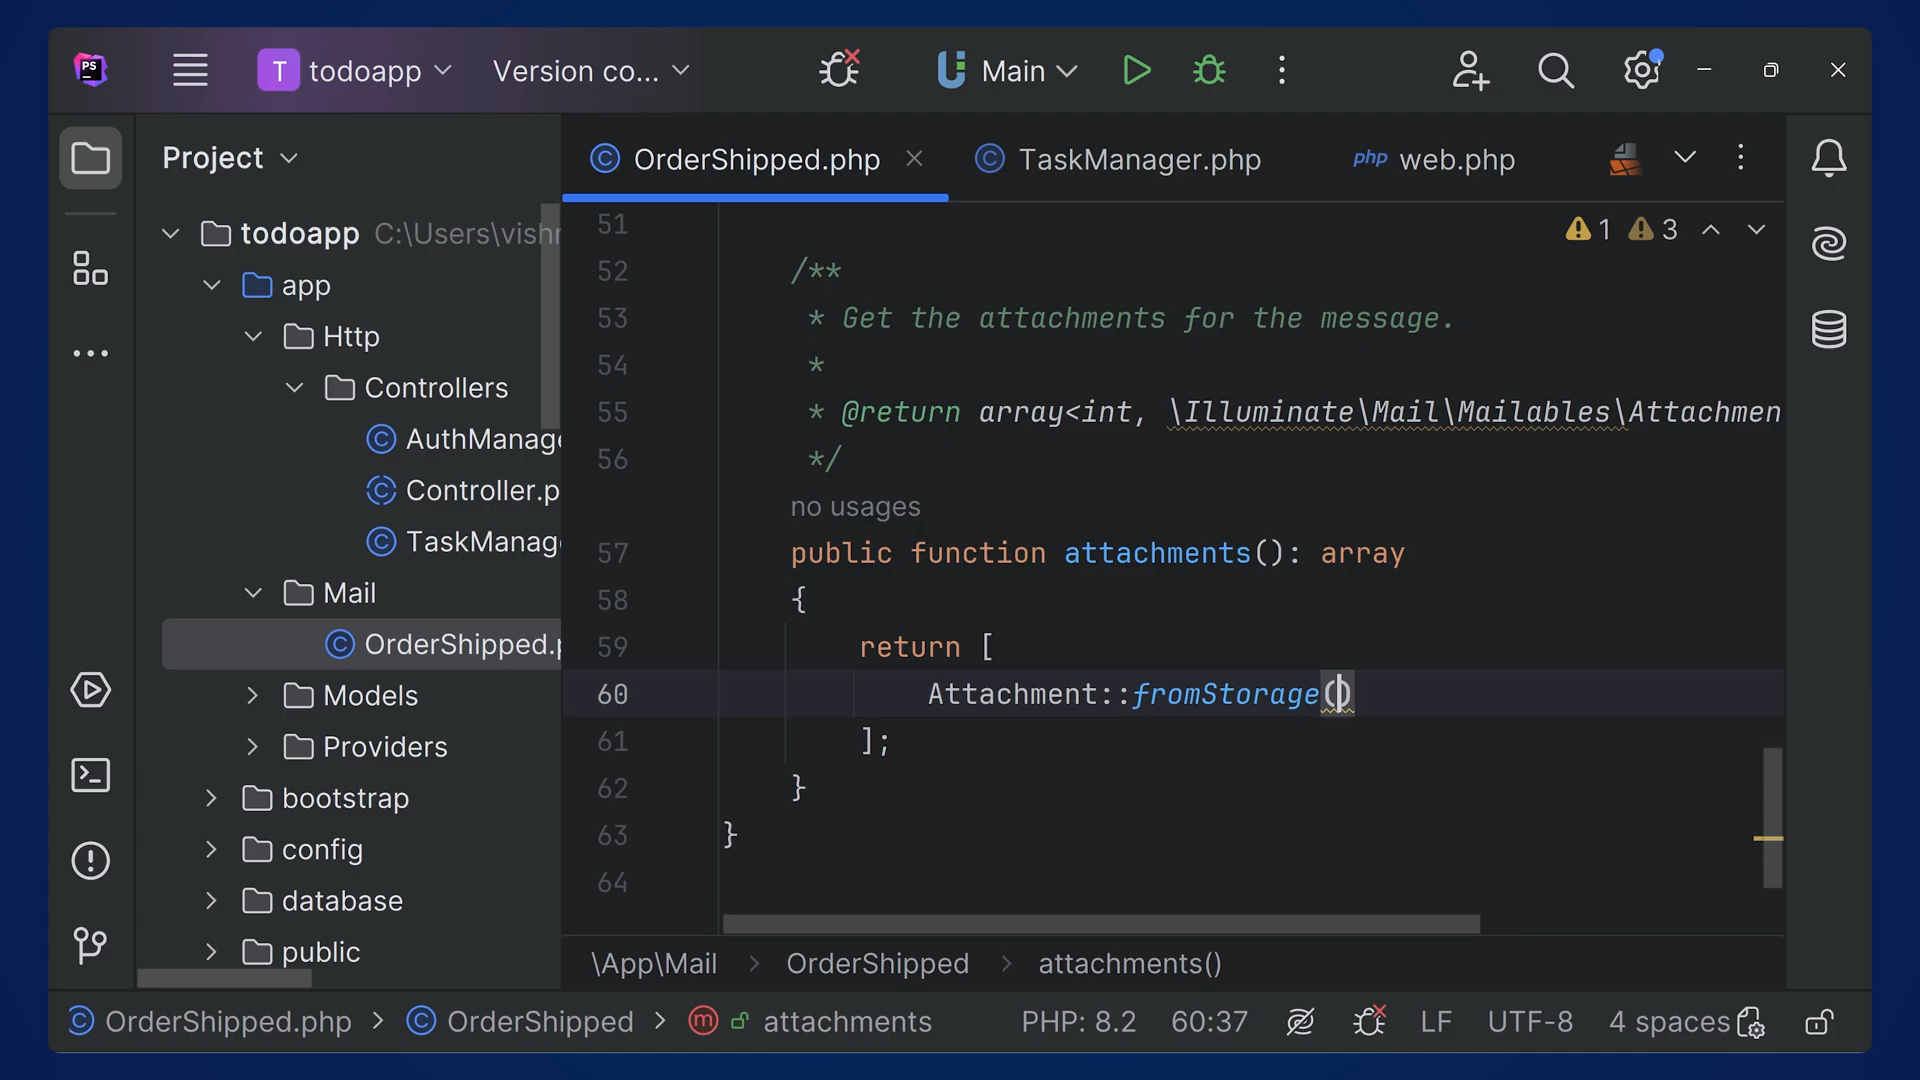 PS
T todoapp Version co... Main
Project
OrderShipped.php TaskManager.php php web.php
todoapp C:\Users\vishn
app
Http
Controllers
AuthManage
Controller.p
TaskManag
Mail
OrderShipped.p
Models
Providers
bootstrap
config
database
public
1 3
51
52 /**
53 * Get the attachments for the message.
54 *
55 * @return array<int, \Illuminate\Mail\Mailables\Attachmen
56 */
no usages
57 public function attachments(): array
58 {
59 return [
60 Attachment::fromStorage()
61 ];
62 }
63 }
64
\App\Mail > OrderShipped > attachments()
OrderShipped.php > OrderShipped > m attachments PHP: 8.2 60:37 LF UTF-8 4 spaces